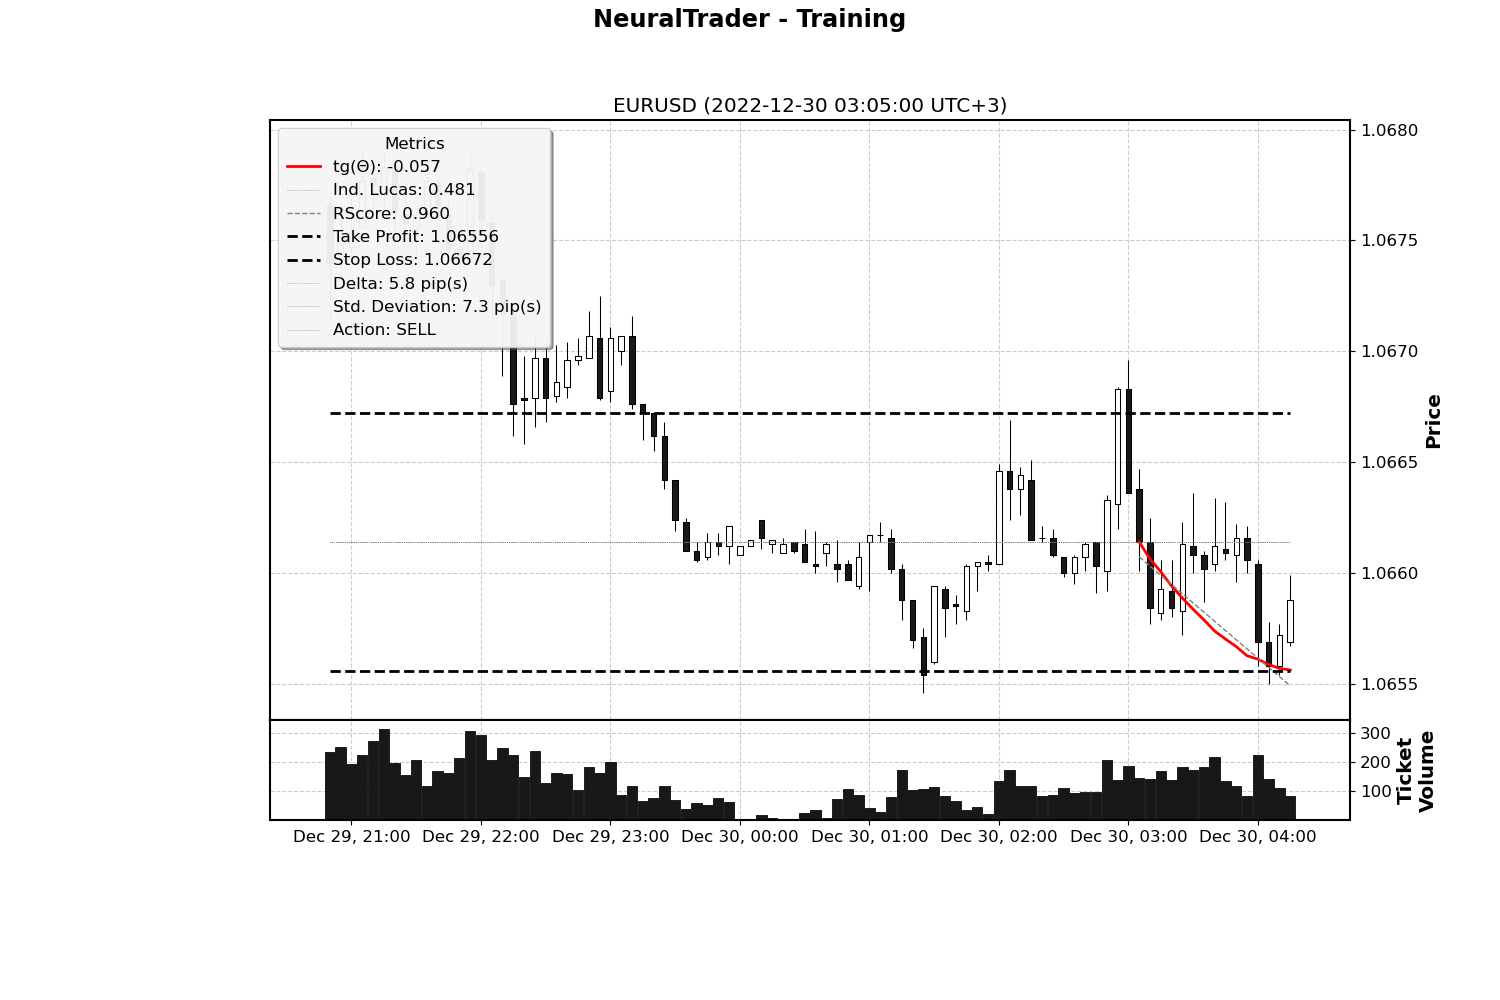 NeuralTrader - Training
EURUSD (2022-12-30 03:05:00 UTC+3)
Metrics
tg(Θ): -0.057
Ind. Lucas: 0.481
RScore: 0.960
Take Profit: 1.06556
Stop Loss: 1.06672
Delta: 5.8 pip(s)
Std. Deviation: 7.3 pip(s)
Action: SELL
1.0680
1.0675
1.0670
1.0665
1.0660
1.0655
Price
300
200
100
Ticket
Volume
Dec 29, 21:00
Dec 29, 22:00
Dec 29, 23:00
Dec 30, 00:00
Dec 30, 01:00
Dec 30, 02:00
Dec 30, 03:00
Dec 30, 04:00